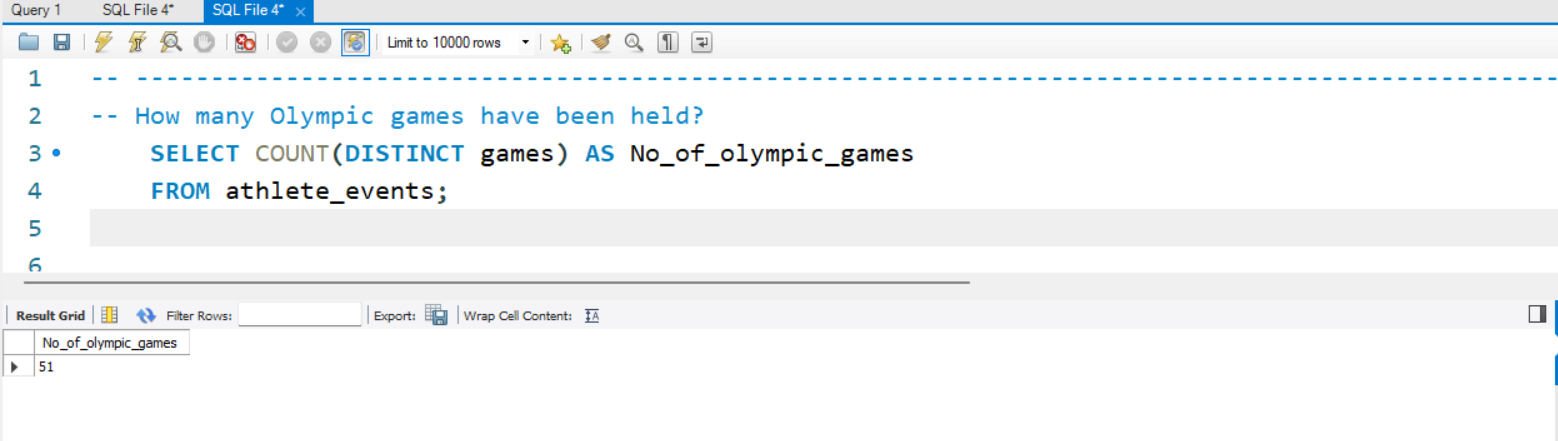 Query 1 SQL File 4* SQL File 4* ×
Limit to 10000 rows
1 -- -----------------------------------------------------------------------------------------------
2 -- How many Olympic games have been held?
3 SELECT COUNT(DISTINCT games) AS No_of_olympic_games
4 FROM athlete_events;
5
6
Result Grid Filter Rows: Export: Wrap Cell Content:
No_of_olympic_games
51